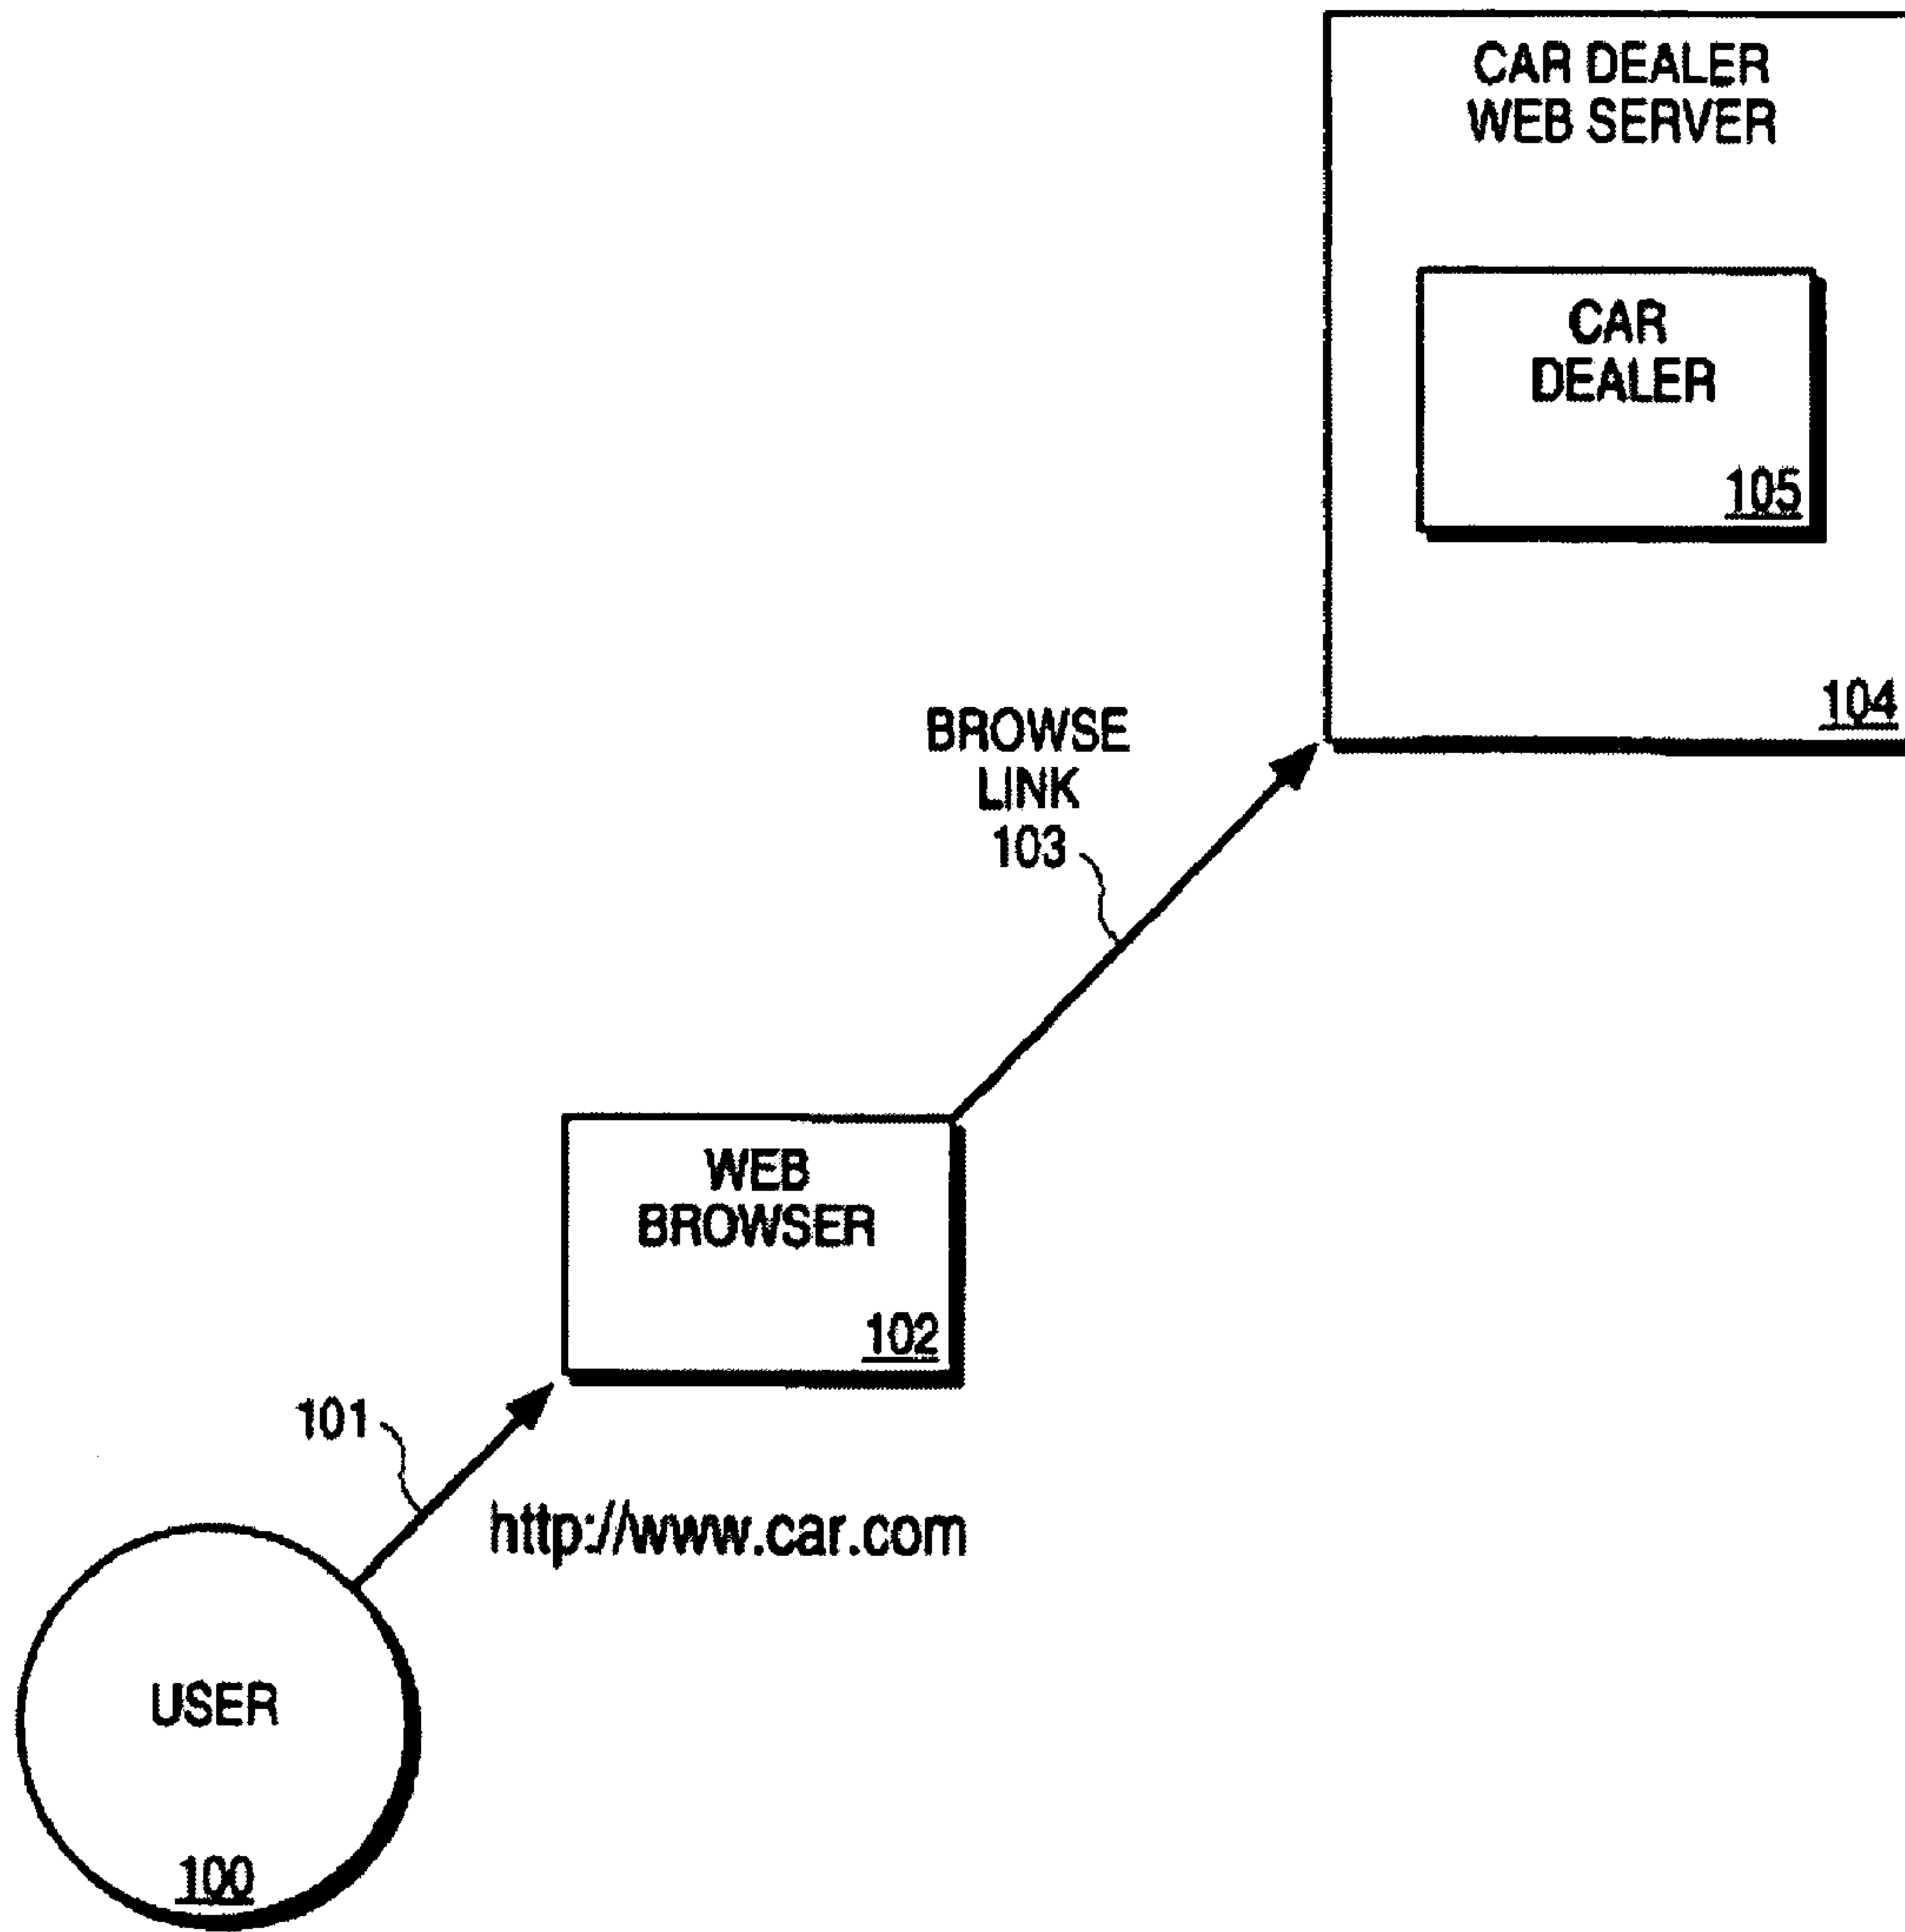 CAR DEALER
WEB SERVER
CAR
DEALER
105
104
BROWSE
LINK
103
WEB
BROWSER
102
101
http://www.car.com
USER
100